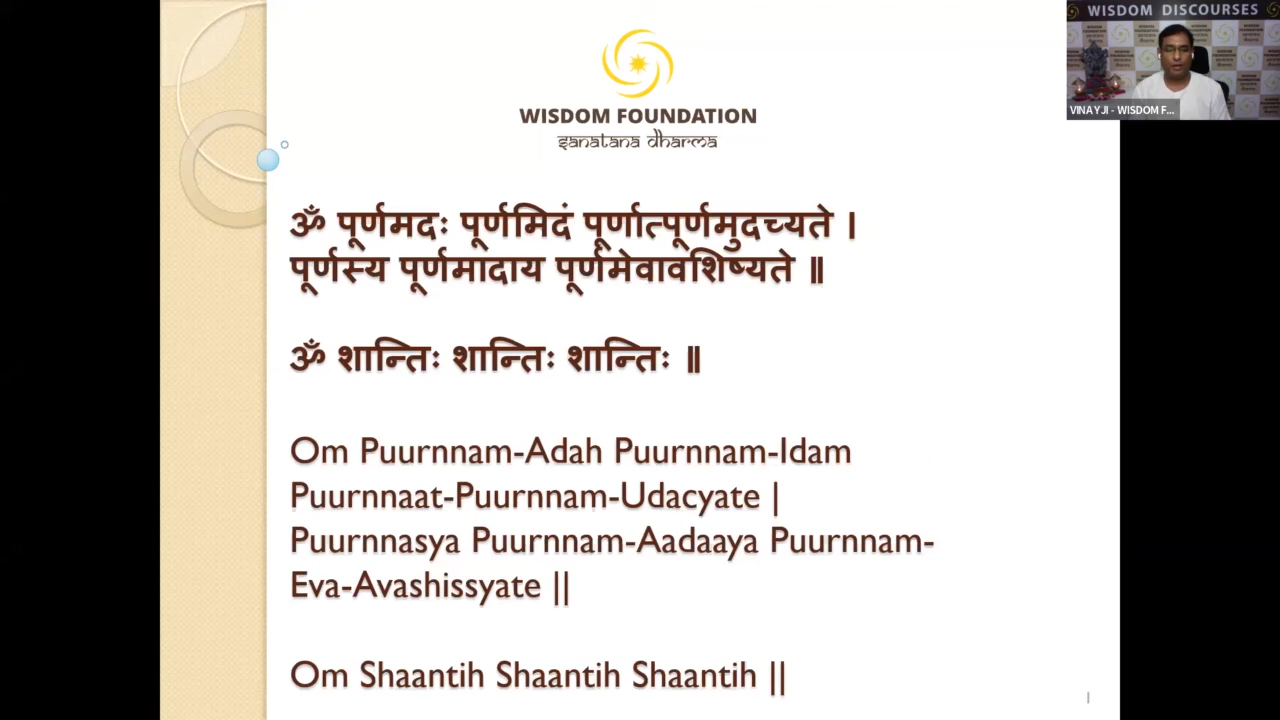 WISDOM DISCOURSES
VINAYJI - WISDOM F...
WISDOM FOUNDATION
sanatana dharma
ॐ पूर्णमदः पूर्णमिदं पूर्णात्पूर्णमुदच्यते ।
पूर्णस्य पूर्णमादाय पूर्णमेवावशिष्यते ॥
ॐ शान्तिः शान्तिः शान्तिः ॥
Om Puurnnam-Adah Puurnnam-Idam
Puurnnaat-Puurnnam-Udacyate |
Puurnnasya Puurnnam-Aadaaya Puurnnam-
Eva-Avashissyate ||
Om Shaantih Shaantih Shaantih ||
1